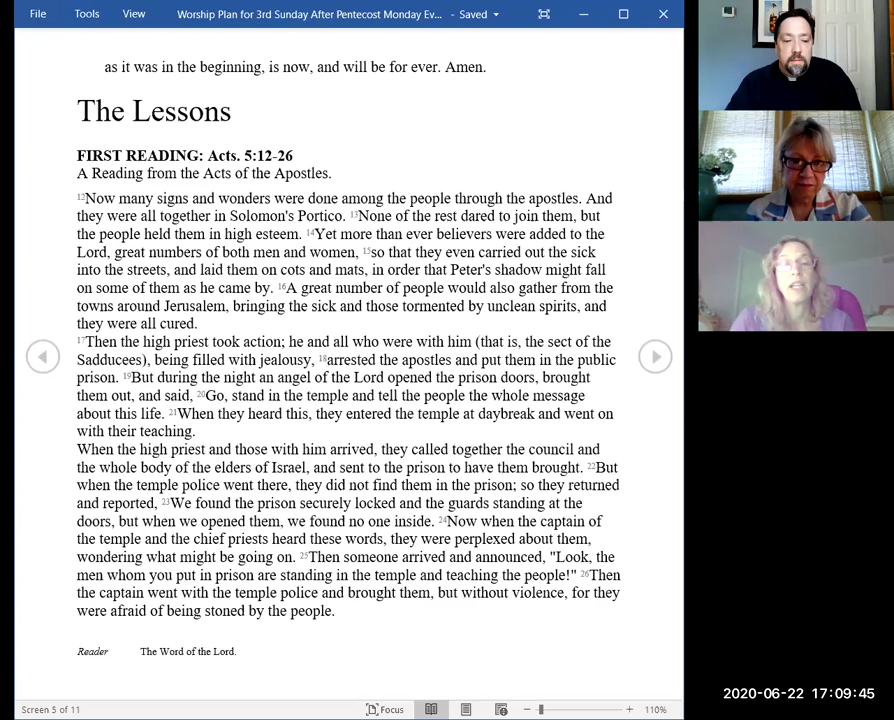 File Tools View Worship Plan for 3rd Sunday After Pentecost Monday Ev... - Saved
as it was in the beginning, is now, and will be for ever. Amen.
The Lessons
FIRST READING: Acts. 5:12-26
A Reading from the Acts of the Apostles.
12Now many signs and wonders were done among the people through the apostles. And
they were all together in Solomon's Portico. 13None of the rest dared to join them, but
the people held them in high esteem. 14Yet more than ever believers were added to the
Lord, great numbers of both men and women, 15so that they even carried out the sick
into the streets, and laid them on cots and mats, in order that Peter's shadow might fall
on some of them as he came by. 16A great number of people would also gather from the
towns around Jerusalem, bringing the sick and those tormented by unclean spirits, and
they were all cured.
17Then the high priest took action; he and all who were with him (that is, the sect of the
Sadducees), being filled with jealousy, 18arrested the apostles and put them in the public
prison. 19But during the night an angel of the Lord opened the prison doors, brought
them out, and said, 20Go, stand in the temple and tell the people the whole message
about this life. 21When they heard this, they entered the temple at daybreak and went on
with their teaching.
When the high priest and those with him arrived, they called together the council and
the whole body of the elders of Israel, and sent to the prison to have them brought. 22But
when the temple police went there, they did not find them in the prison; so they returned
and reported, 23We found the prison securely locked and the guards standing at the
doors, but when we opened them, we found no one inside. 24Now when the captain of
the temple and the chief priests heard these words, they were perplexed about them,
wondering what might be going on. 25Then someone arrived and announced, "Look, the
men whom you put in prison are standing in the temple and teaching the people!" 26Then
the captain went with the temple police and brought them, but without violence, for they
were afraid of being stoned by the people.
Reader The Word of the Lord.
2020-06-22 17:09:45
Screen 5 of 11 Focus 110%